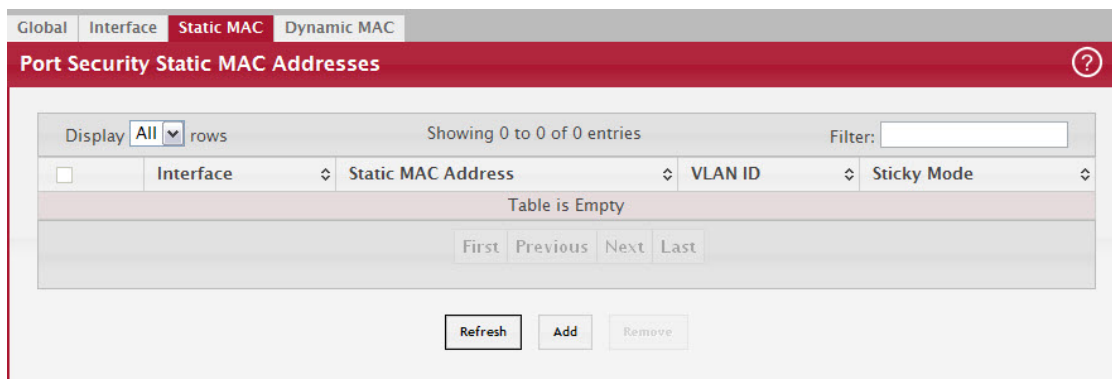 Global Interface Static MAC Dynamic MAC
Port Security Static MAC Addresses ?
Display All rows Showing 0 to 0 of 0 entries Filter:
Interface Static MAC Address VLAN ID Sticky Mode
Table is Empty
First Previous Next Last
Refresh Add Remove